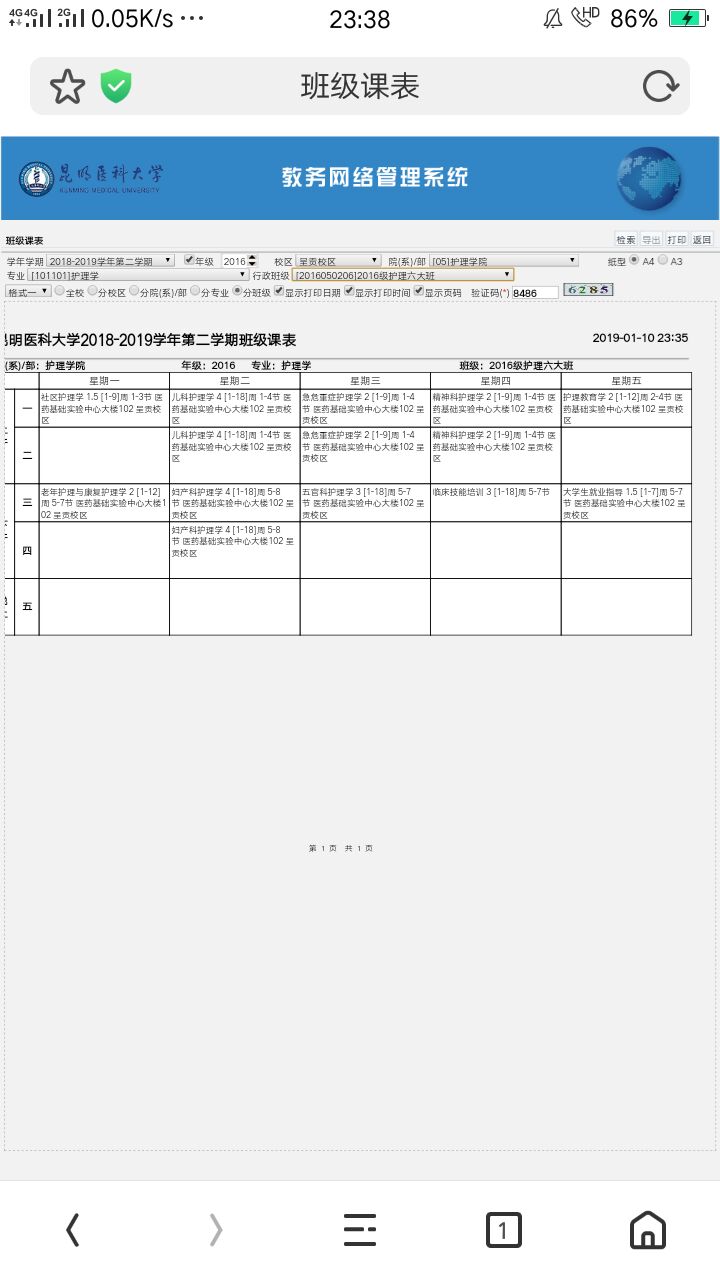 4G 4G 2G 0.05K/s ··· 23:38 HD 86%
班级课表
昆明医科大学 教务网络管理系统
KUNMING MEDICAL UNIVERSITY
班级课表 检索 导出 打印 返回
学年学期 2018-2019学年第二学期 年级 2016 校区 呈贡校区 院(系)/部 [05]护理学院 纸型 A4 A3
专业 [101101]护理学 行政班级 [2016050206]2016级护理六大班
格式一 全校 分校区 分院(系)/部 分专业 分班级 显示打印日期 显示打印时间 显示页码 验证码(*) 8486 6285
明医科大学2018-2019学年第二学期班级课表 2019-01-10 23:35
(系)/部：护理学院 年级：2016 专业：护理学 班级：2016级护理六大班
星期一 星期二 星期三 星期四 星期五
一
社区护理学 1.5 [1-9]周 1-3节 医
药基础实验中心大楼102 呈贡校
区
儿科护理学 4 [1-18]周 1-4节 医
药基础实验中心大楼102 呈贡校
区
急危重症护理学 2 [1-9]周 1-4
节 医药基础实验中心大楼102 呈
贡校区
精神科护理学 2 [1-9]周 1-4节 医
药基础实验中心大楼102 呈贡校
区
护理教育学 2 [1-12]周 2-4节 医
药基础实验中心大楼102 呈贡校
区
二
儿科护理学 4 [1-18]周 1-4节 医
药基础实验中心大楼102 呈贡校
区
急危重症护理学 2 [1-9]周 1-4
节 医药基础实验中心大楼102 呈
贡校区
精神科护理学 2 [1-9]周 1-4节 医
药基础实验中心大楼102 呈贡校
区
三
老年护理与康复护理学 2 [1-12]
周 5-7节 医药基础实验中心大楼1
02 呈贡校区
妇产科护理学 4 [1-18]周 5-8
节 医药基础实验中心大楼102 呈
贡校区
五官科护理学 3 [1-18]周 5-7
节 医药基础实验中心大楼102 呈
贡校区
临床技能培训 3 [1-18]周 5-7节
大学生就业指导 1.5 [1-7]周 5-7
节 医药基础实验中心大楼102 呈
贡校区
四
妇产科护理学 4 [1-18]周 5-8
节 医药基础实验中心大楼102 呈
贡校区
五
第 1 页 共 1 页
1